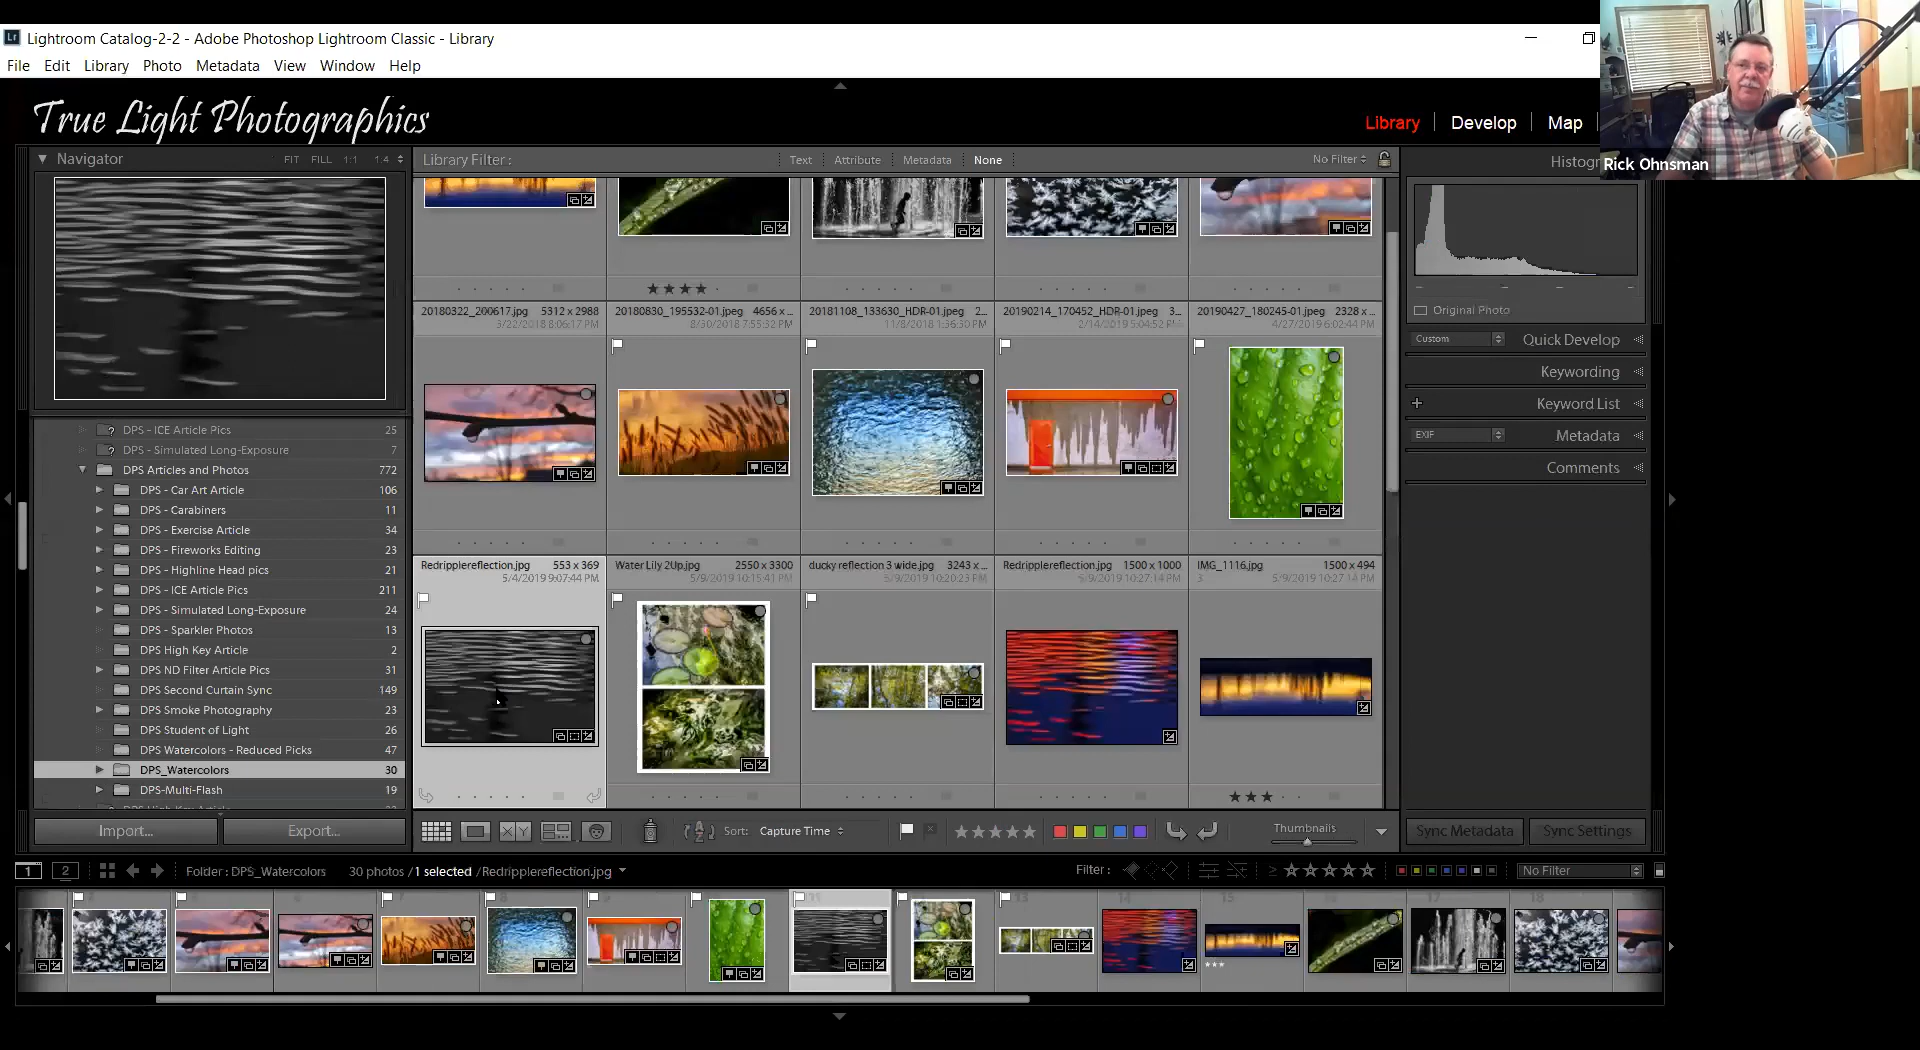 Lightroom Catalog-2-2 - Adobe Photoshop Lightroom Classic - Library
File Edit Library Photo Metadata View Window Help
True Light Photographics
Library Develop Map
Rick Ohnsman
Navigator FIT FILL 1:1 1:4
Library Filter: Text Attribute Metadata None No Filter
20180322_200617.jpg 5312 x 2988
3/22/2018 8:06:17 PM
20180830_195532-01.jpeg 4656 x ...
8/30/2018 7:55:32 PM
20181108_133630_HDR-01.jpeg 2...
11/8/2018 1:36:30 PM
20190214_170452_HDR-01.jpeg 3...
2/14/2019 5:04:52 PM
20190427_180245-01.jpeg 2328 x ...
4/27/2019 6:02:44 PM
Redripplereflection.jpg 553 x 369
5/4/2019 9:07:44 PM
Water Lily 2Up.jpg 2550 x 3300
5/9/2019 10:15:41 PM
ducky reflection 3 wide.jpg 3243 x ...
5/9/2019 10:20:23 PM
Redripplereflection.jpg 1500 x 1000
5/9/2019 10:27:14 PM
IMG_1116.jpg 1500 x 494
5/9/2019 10:27:14 PM
DPS - ICE Article Pics 25
DPS - Simulated Long-Exposure 7
DPS Articles and Photos 772
DPS - Car Art Article 106
DPS - Carabiners 11
DPS - Exercise Article 34
DPS - Fireworks Editing 23
DPS - Highline Head pics 21
DPS - ICE Article Pics 211
DPS - Simulated Long-Exposure 24
DPS - Sparkler Photos 13
DPS High Key Article 2
DPS ND Filter Article Pics 31
DPS Second Curtain Sync 149
DPS Smoke Photography 23
DPS Student of Light 26
DPS Watercolors - Reduced Picks 47
DPS_Watercolors 30
DPS-Multi-Flash 19
Import... Export...
Original Photo
Custom Quick Develop
Keywording
Keyword List
EXIF Metadata
Comments
Sort: Capture Time
Thumbnails
Sync Metadata Sync Settings
1 2 Folder : DPS_Watercolors 30 photos / 1 selected / Redripplereflection.jpg
Filter : No Filter